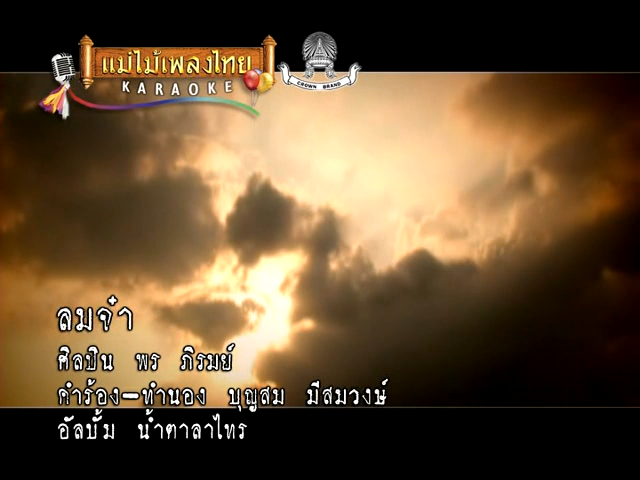 แม่ไม้เพลงไทย
KARAOKE
CROWN BRAND
ลมจ๋า
ศิลปิน พร ภิรมย์
คำร้อง-ทำนอง บุญสม มีสมวงษ์
อัลบั้ม น้ำตาลาไทร